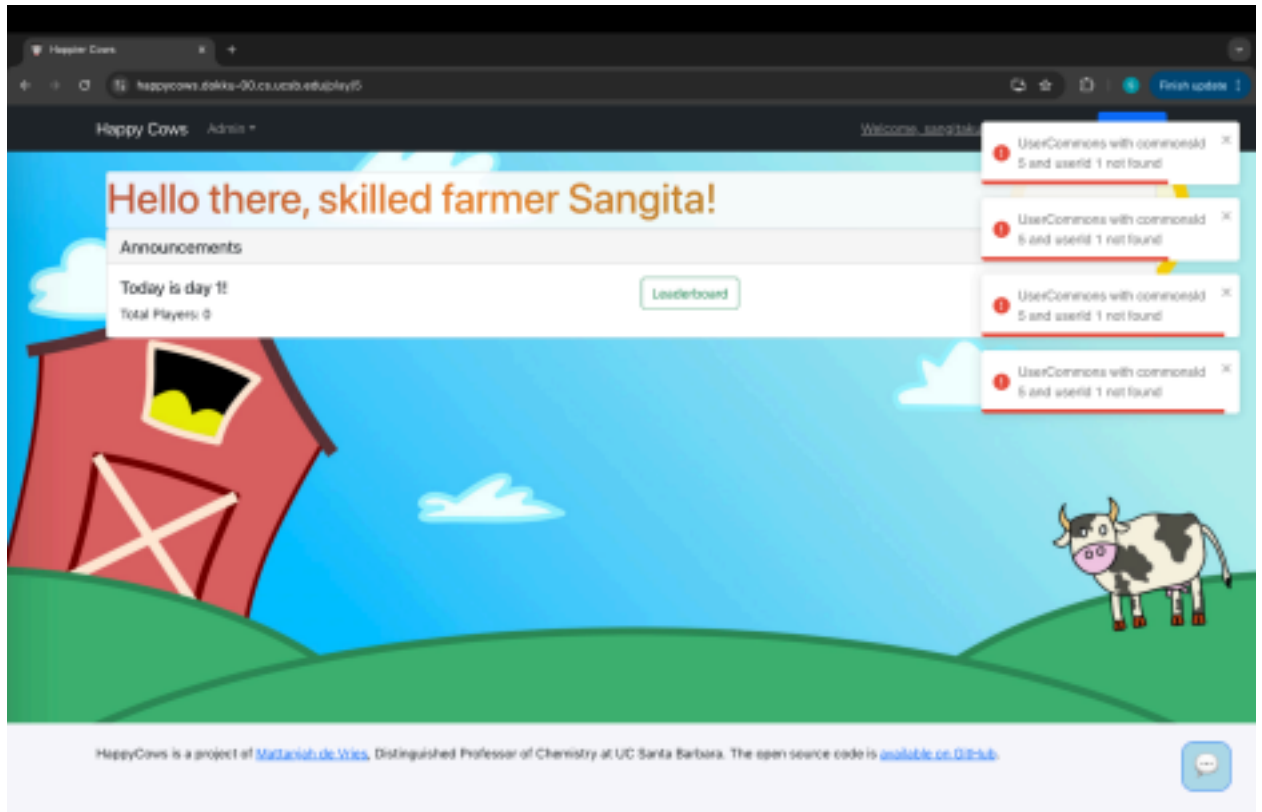 Happier Cows
happycows.dokku-00.cs.ucsb.edu/play/5
Finish update
Happy Cows Admin
Welcome, sangitaku
Hello there, skilled farmer Sangita!
Announcements
Today is day 1!
Total Players: 0
Leaderboard
UserCommons with commonsId
5 and userId 1 not found
UserCommons with commonsId
5 and userId 1 not found
UserCommons with commonsId
5 and userId 1 not found
UserCommons with commonsId
5 and userId 1 not found
HappyCows is a project of Mattanjah de Vries, Distinguished Professor of Chemistry at UC Santa Barbara. The open source code is available on GitHub.